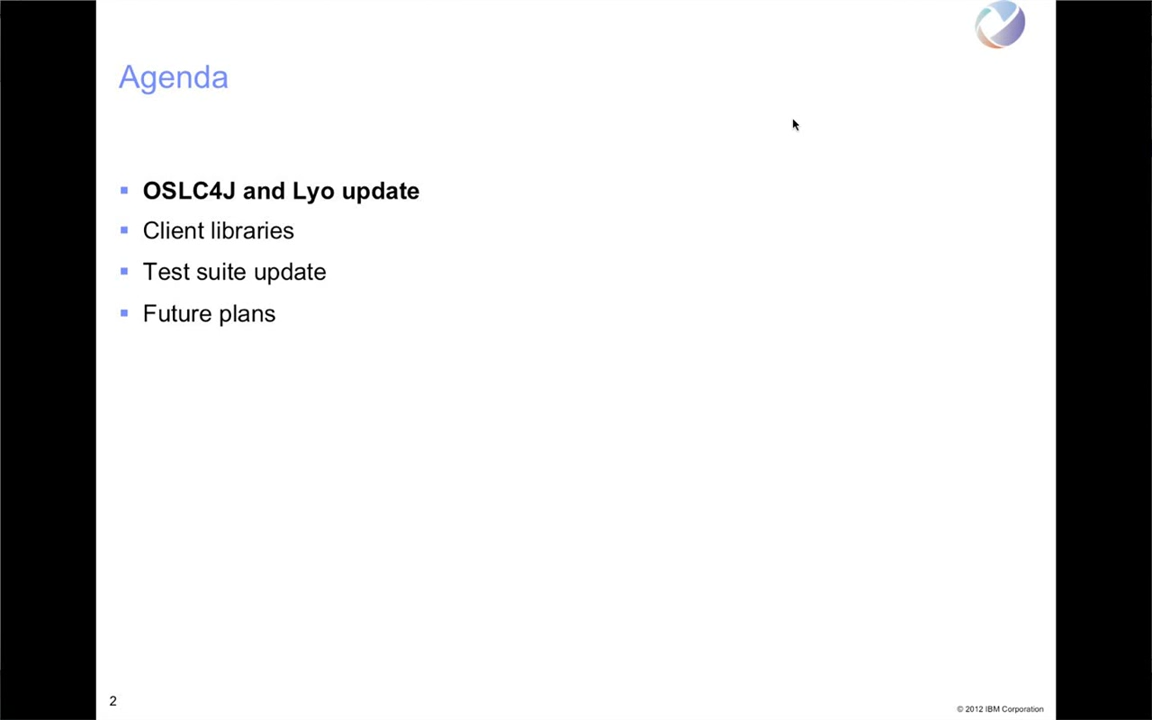 Agenda
OSLC4J and Lyo update
Client libraries
Test suite update
Future plans
2
© 2012 IBM Corporation